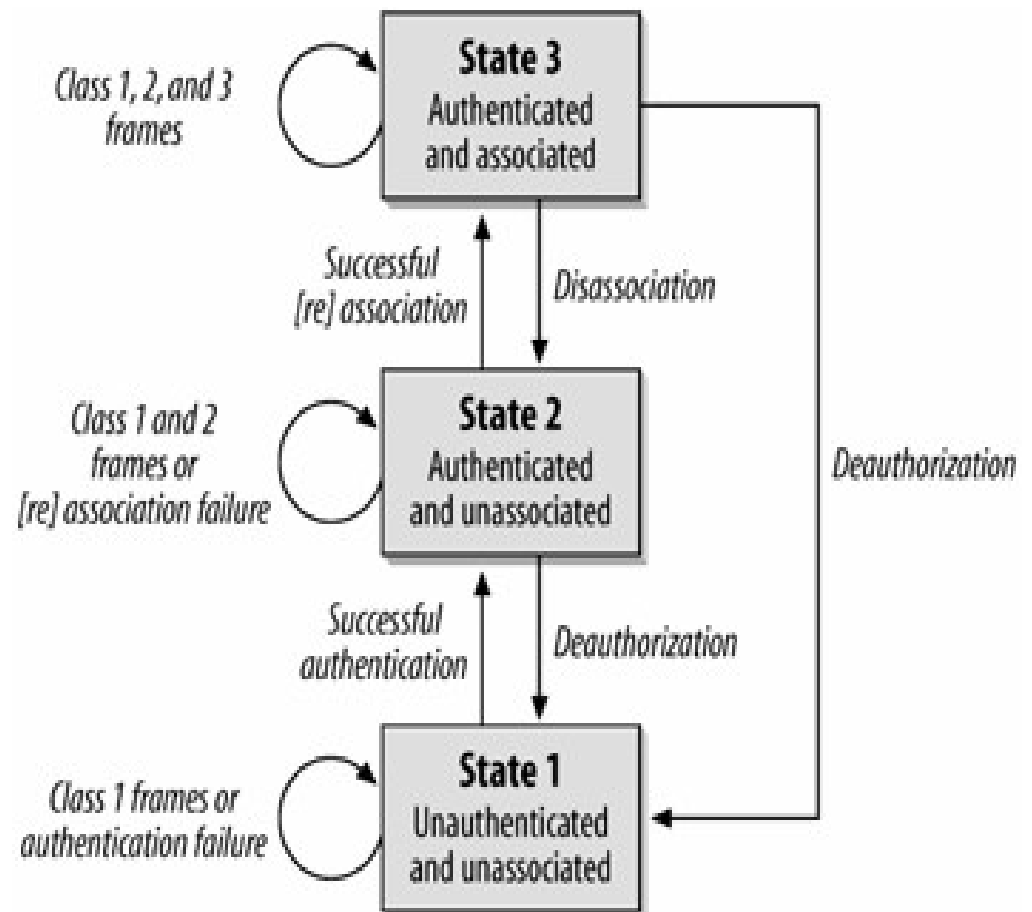 State 3
Authenticated
and associated
Class 1, 2, and 3
frames
Successful
[re] association
Disassociation
State 2
Authenticated
and unassociated
Class 1 and 2
frames or
[re] association failure
Deauthorization
Successful
authentication
Deauthorization
State 1
Unauthenticated
and unassociated
Class 1 frames or
authentication failure